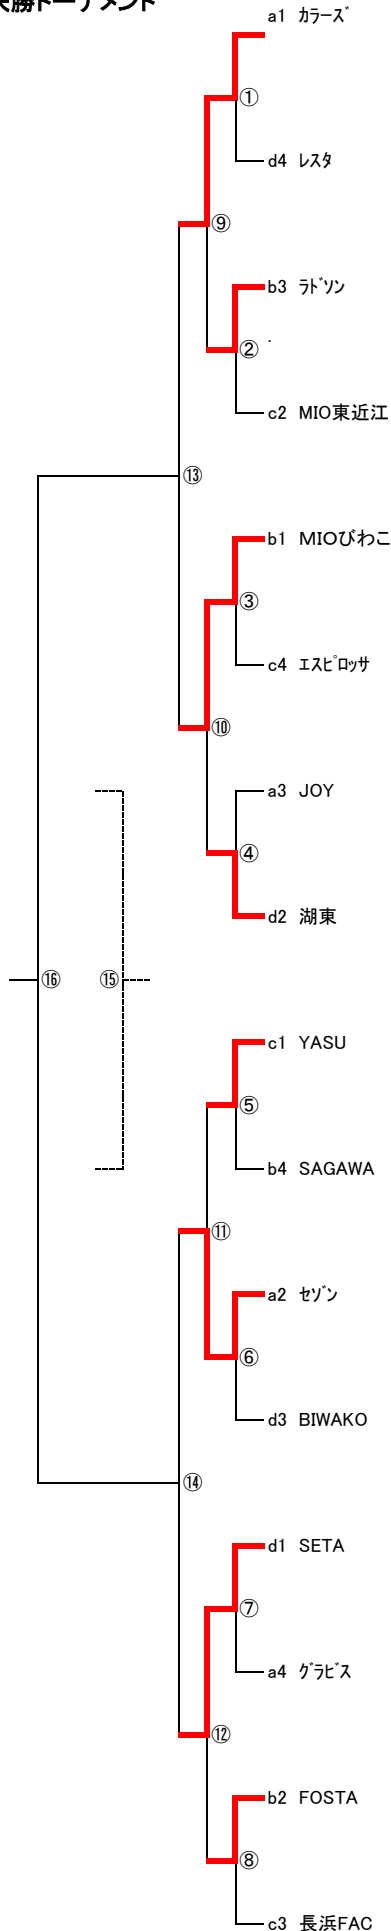 決勝トーナメント
a1 ｶﾗｰｽﾞ
①
d4 ﾚｽﾀ
⑨
b3 ﾗﾄﾞｿﾝ
②
c2 MIO東近江
⑬
b1 MIOびわこ
③
c4 ｴｽﾋﾟﾛｯｻ
⑩
a3 JOY
④
d2 湖東
⑯ ⑮
c1 YASU
⑤
b4 SAGAWA
⑪
a2 ｾｿﾞﾝ
⑥
d3 BIWAKO
⑭
d1 SETA
⑦
a4 ｸﾞﾗﾋﾞｽ
⑫
b2 FOSTA
⑧
c3 長浜FAC